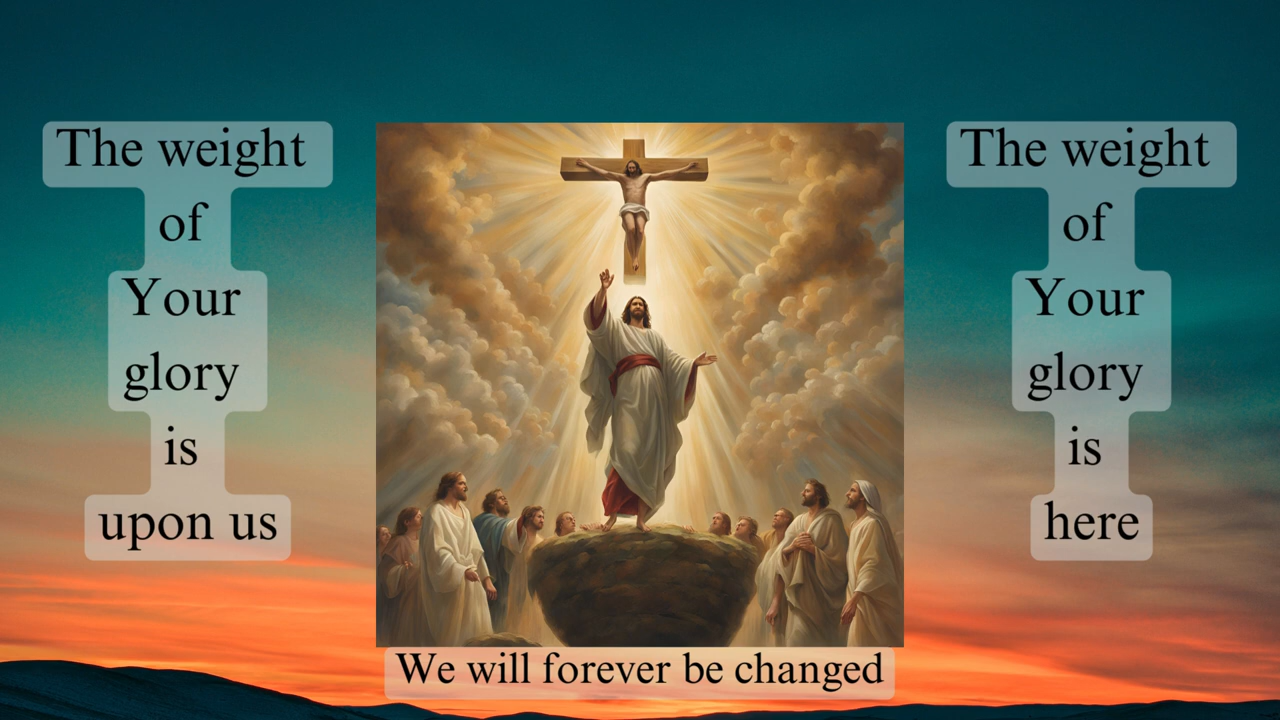 The weight
of
Your
glory
is
upon us
The weight
of
Your
glory
is
here
We will forever be changed